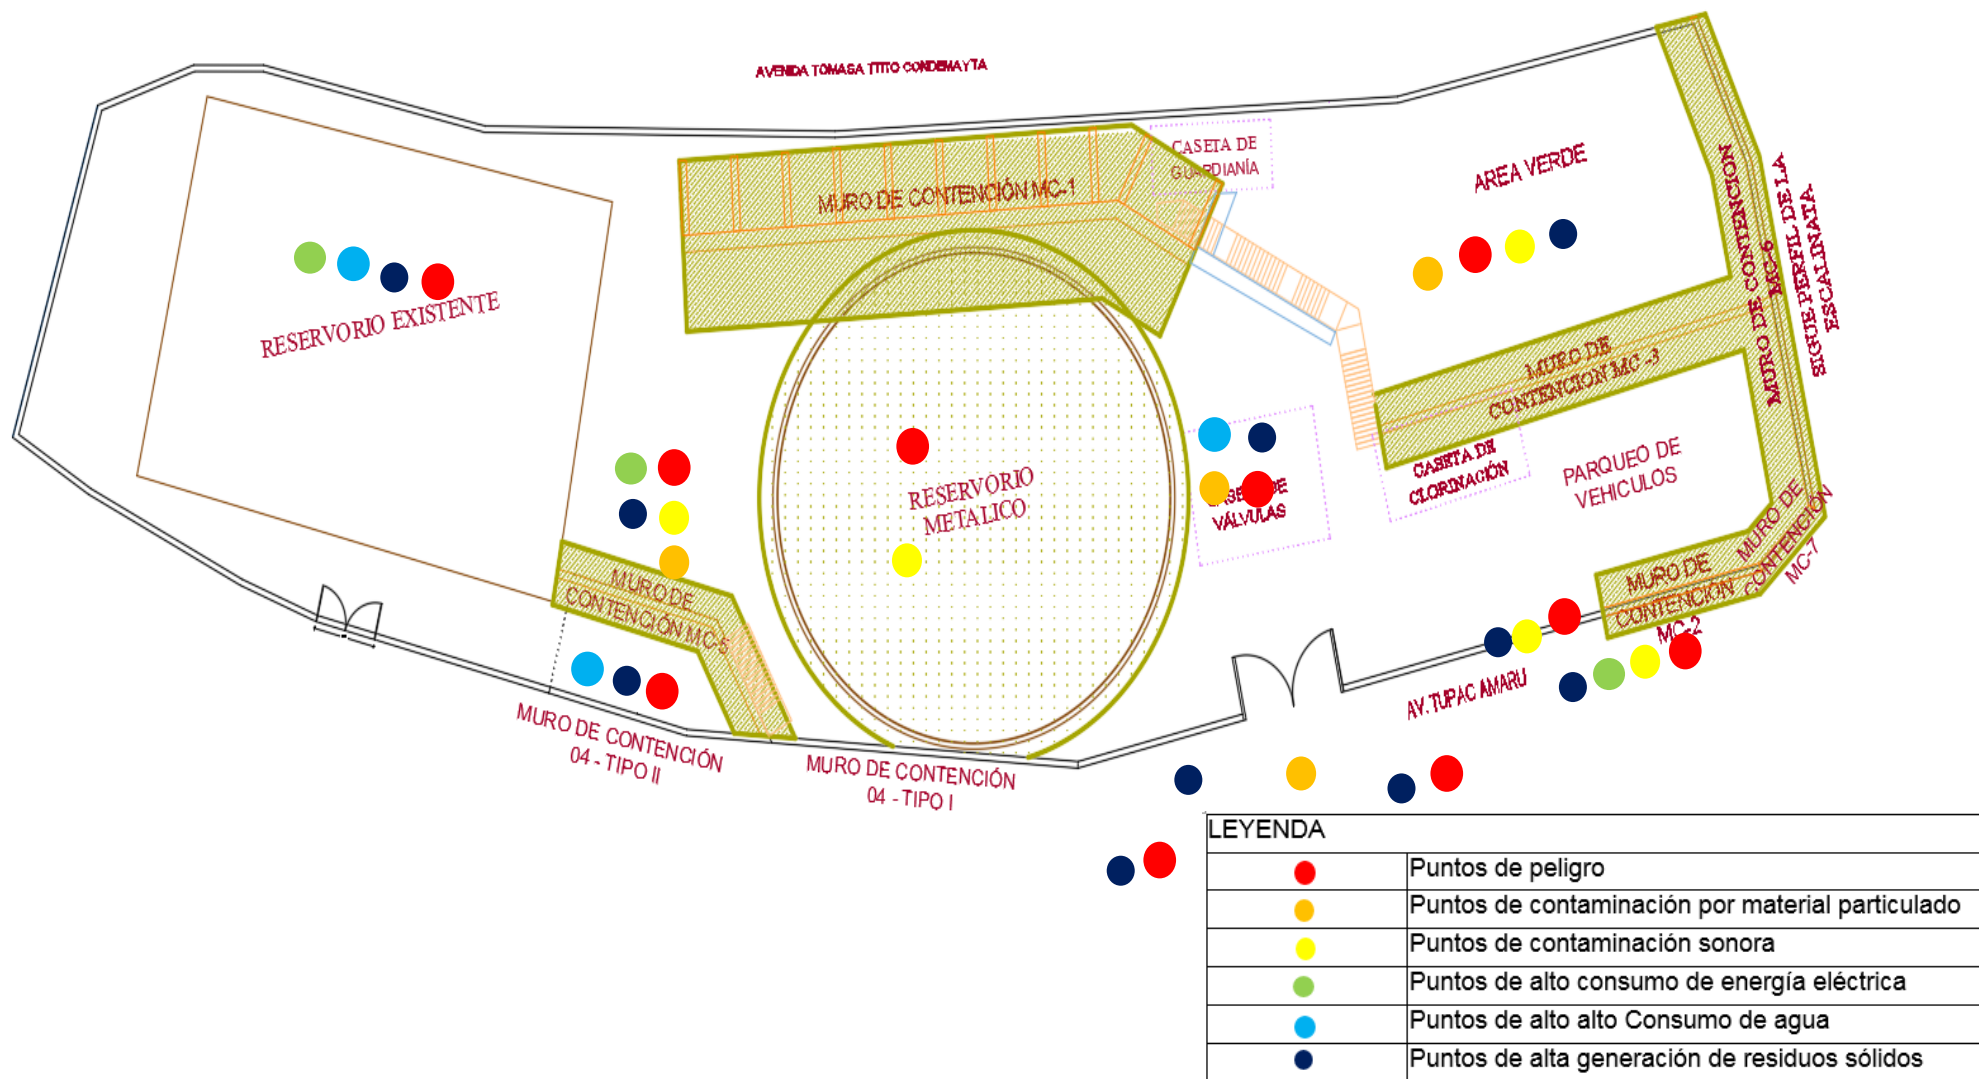 AVENIDA TOMASA TTITO CONDEMAYTA
CASETA DE
GUARDIANÍA
MURO DE CONTENCIÓN MC-1
AREA VERDE
MURO DE CONTENCION
MC-6
SIGUE PERFIL DE LA
ESCALINATA
RESERVORIO EXISTENTE
MURO DE
CONTENCION MC -3
RESERVORIO
METALICO
VÁLVULAS
CASETA DE
CLORINACIÓN
PARQUEO DE
VEHICULOS
MURO DE
CONTENCIÓN MC-5
MURO DE
CONTENCIÓN
MC-7
MURO DE
CONTENCIÓN
MC-2
AV. TUPAC AMARU
MURO DE CONTENCIÓN
04 - TIPO II
MURO DE CONTENCIÓN
04 - TIPO I
LEYENDA
Puntos de peligro
Puntos de contaminación por material particulado
Puntos de contaminación sonora
Puntos de alto consumo de energía eléctrica
Puntos de alto alto Consumo de agua
Puntos de alta generación de residuos sólidos